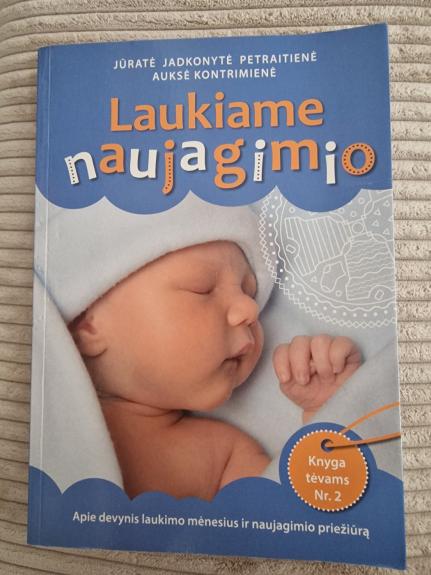 JŪRATĖ JADKONYTĖ PETRAITIENĖ
AUKSĖ KONTRIMIENĖ
Laukiame
naujagimio
Knyga
tėvams
Nr. 2
Apie devynis laukimo mėnesius ir naujagimio priežiūrą